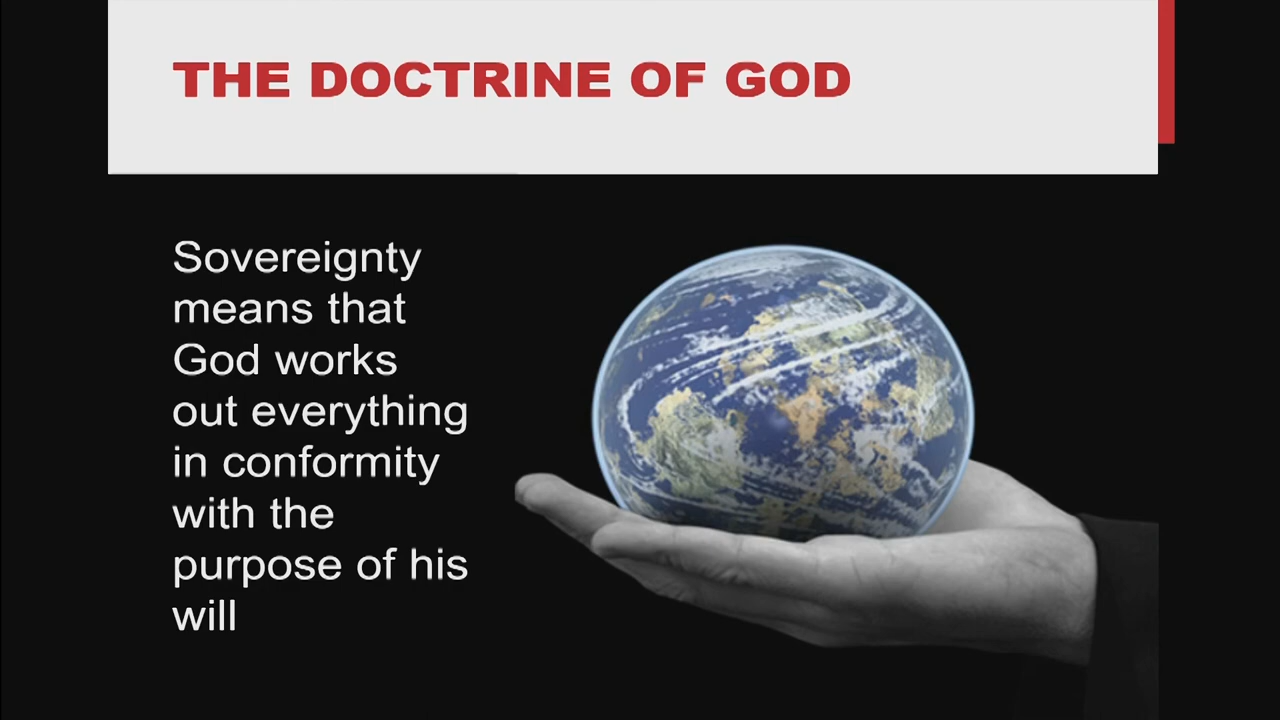 THE DOCTRINE OF GOD
Sovereignty
means that
God works
out everything
in conformity
with the
purpose of his
will